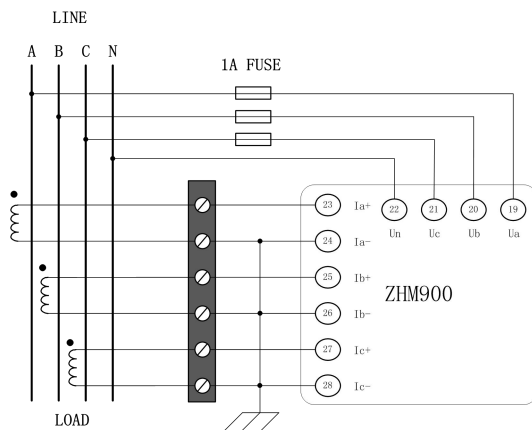 LINE
A B C N
1A FUSE
23 Ia+
22 21 20 19
Un Uc Ub Ua
24 Ia-
25 Ib+
ZHM900
26 Ib-
27 Ic+
28 Ic-
LOAD